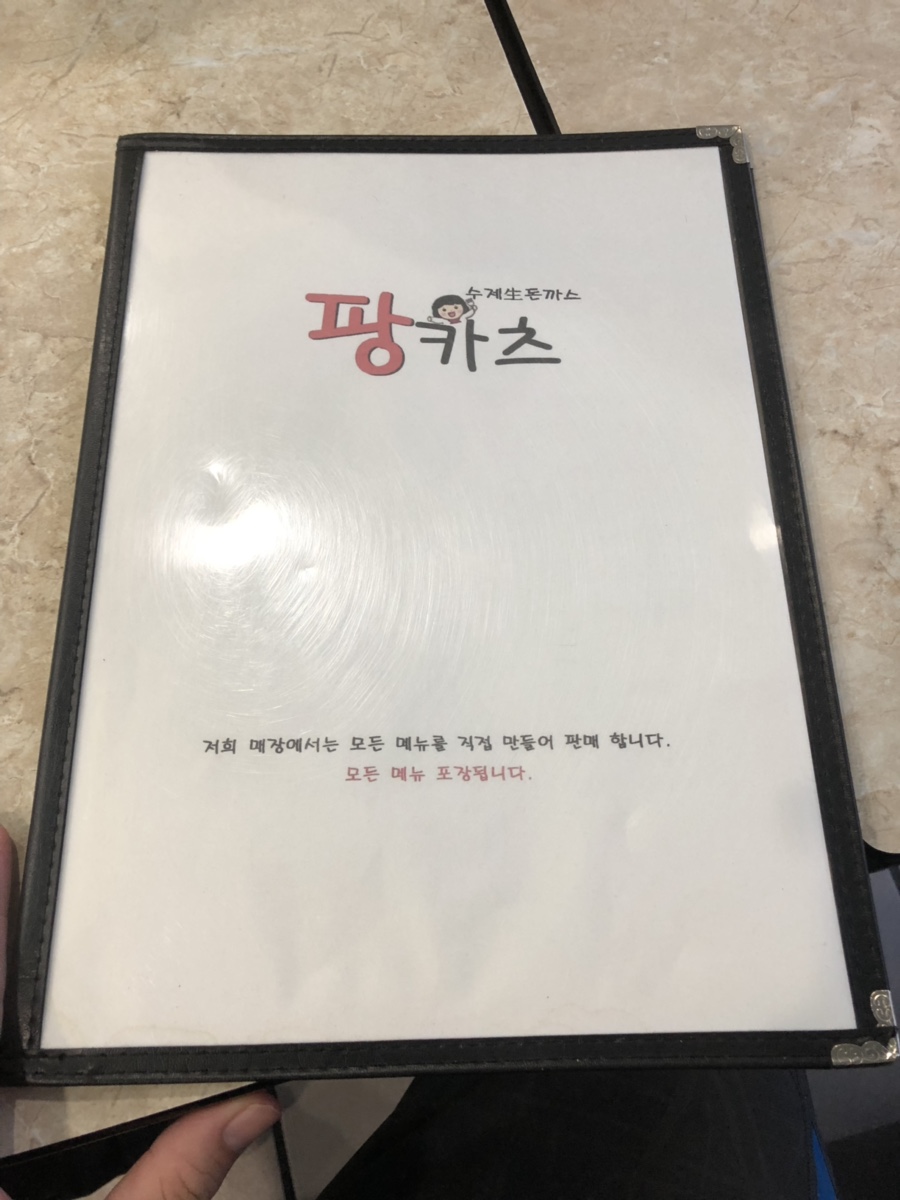 수계生돈까스
팡카츠
저희 매장에서는 모든 메뉴를 직접 만들어 판매 합니다.
모든 메뉴 포장됩니다.